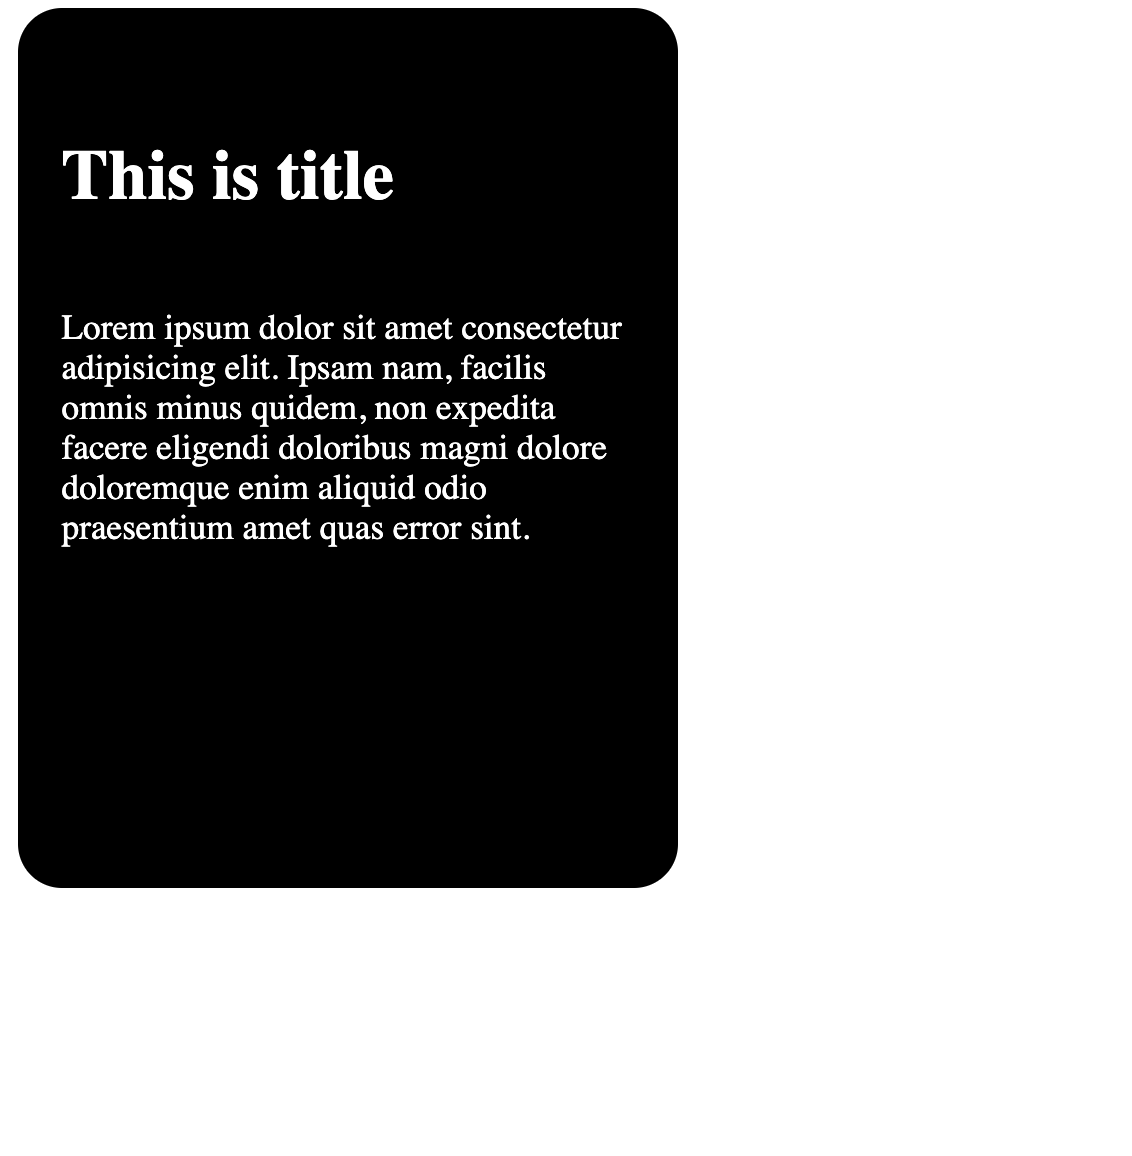 This is title
Lorem ipsum dolor sit amet consectetur
adipisicing elit. Ipsam nam, facilis
omnis minus quidem, non expedita
facere eligendi doloribus magni dolore
doloremque enim aliquid odio
praesentium amet quas error sint.